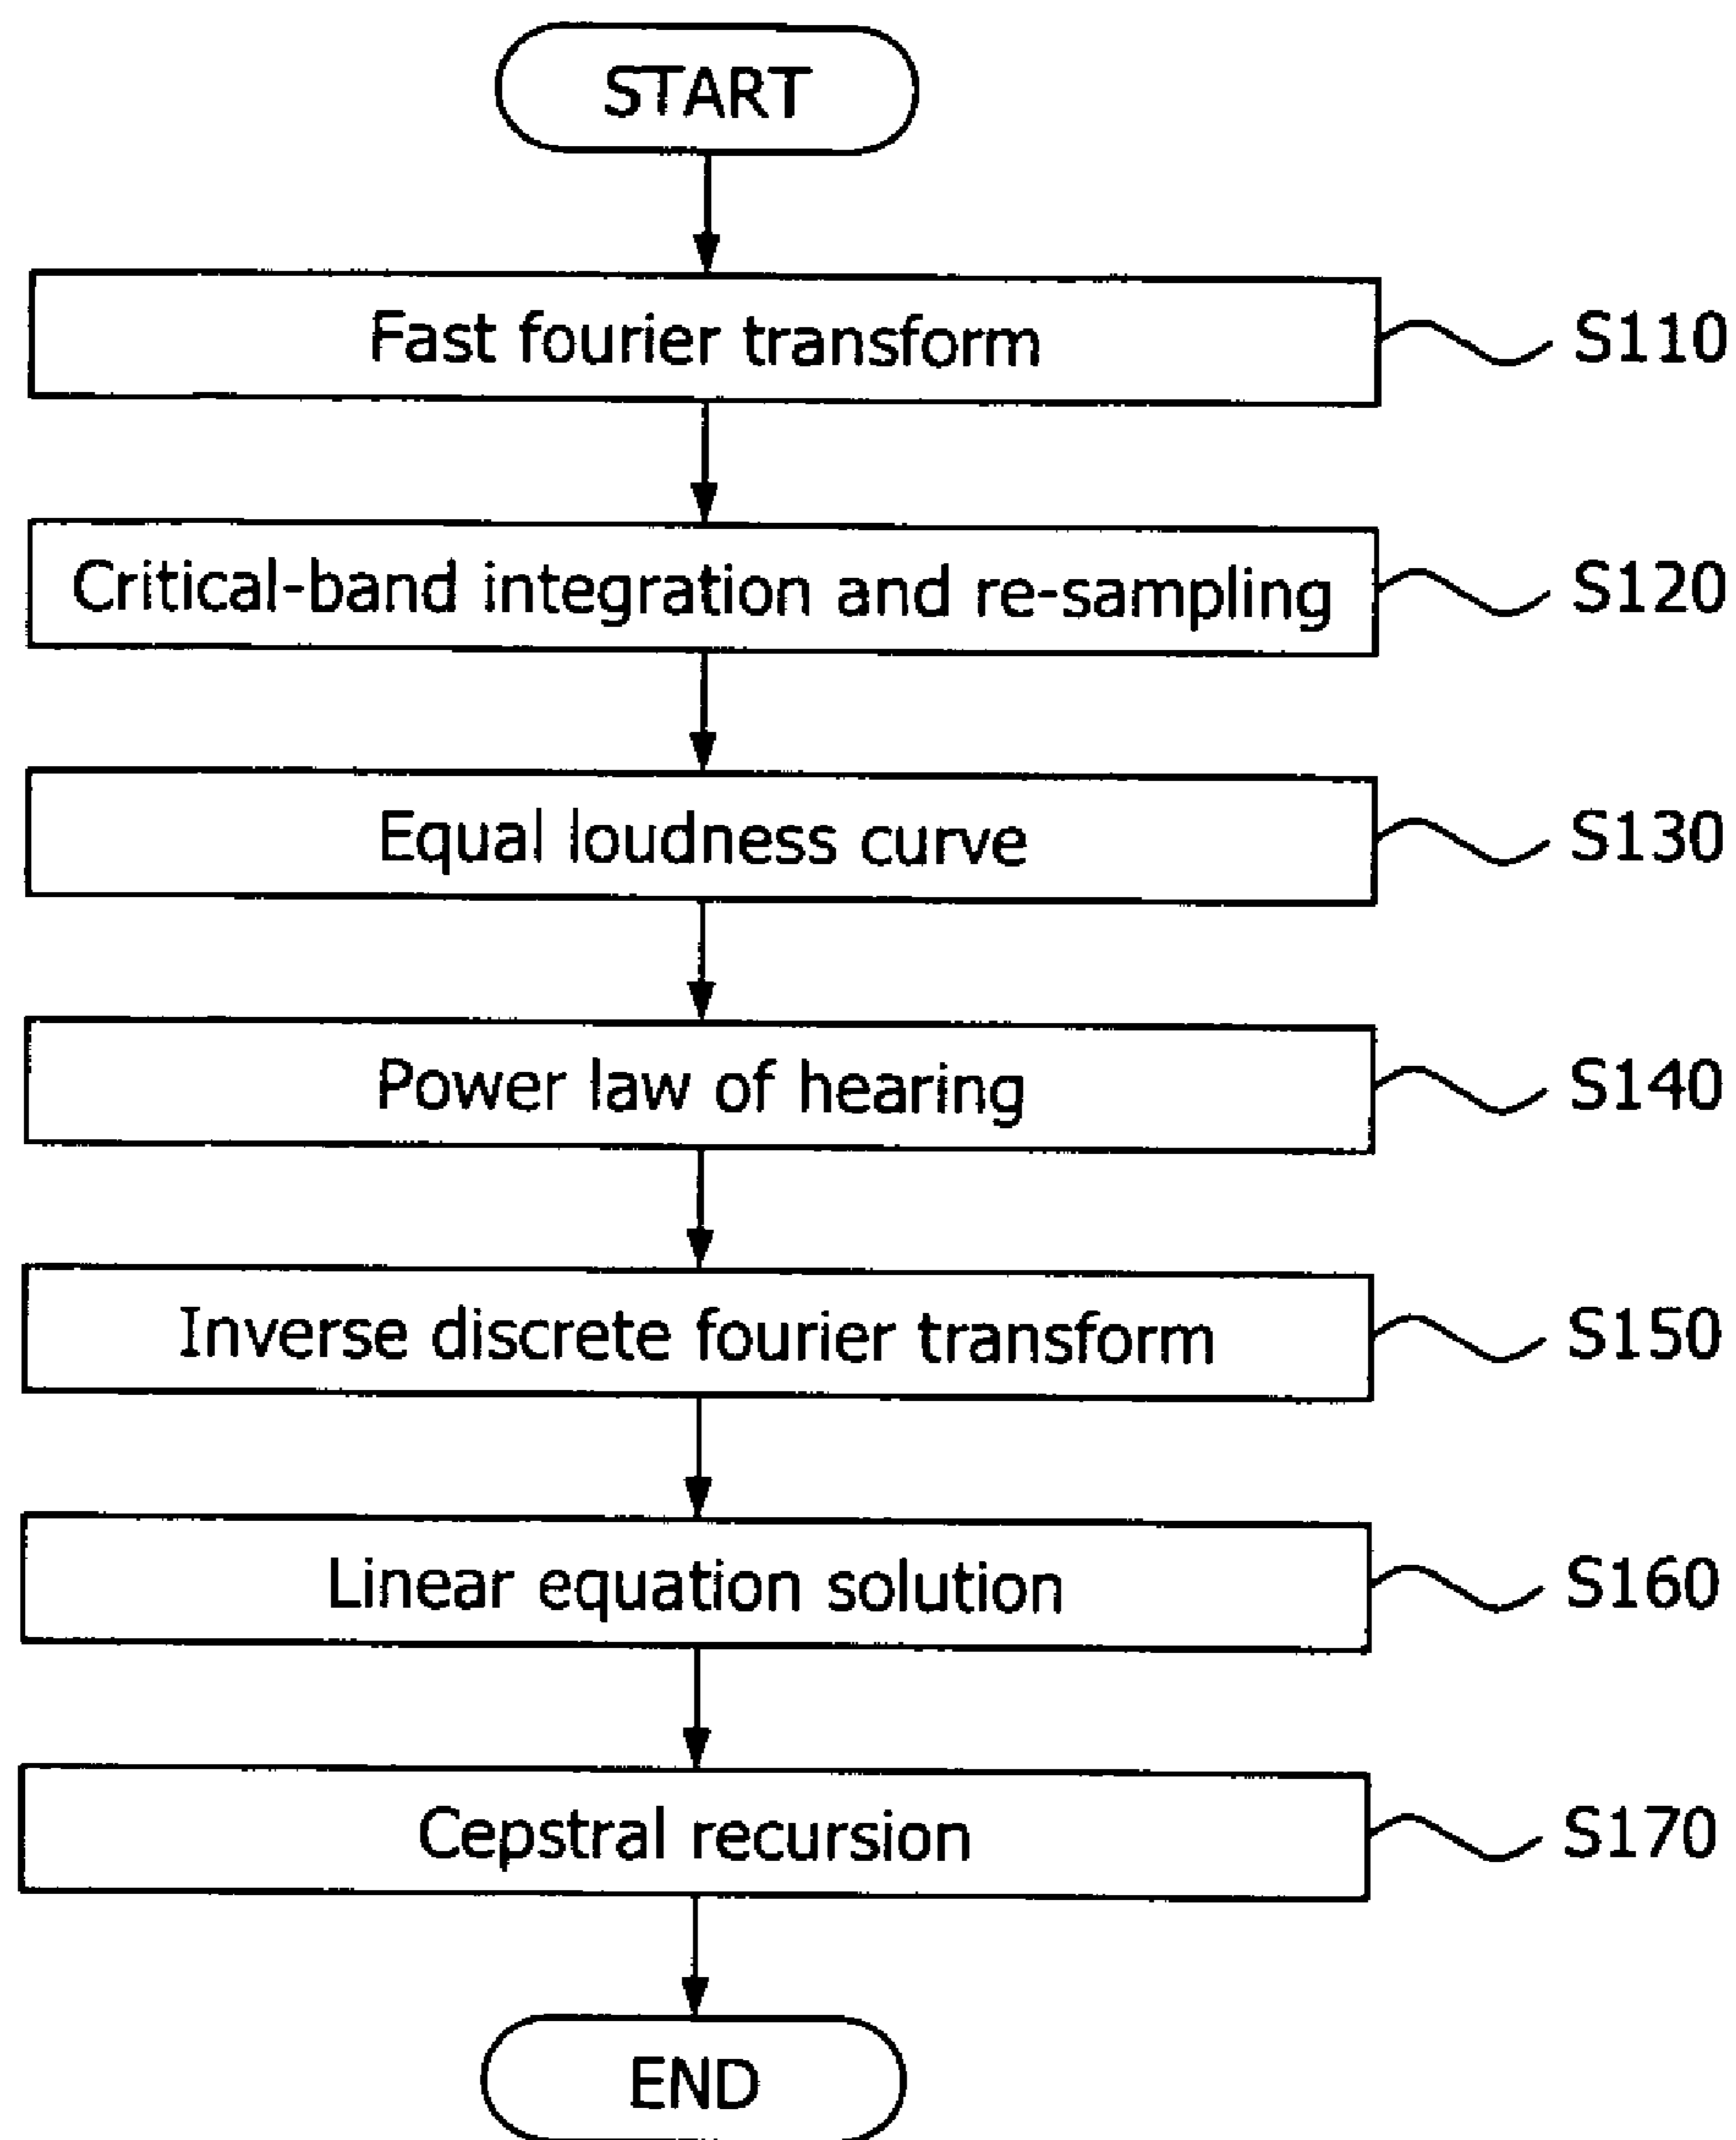 START
Fast fourier transform
S110
Critical-band integration and re-sampling
S120
Equal loudness curve
S130
Power law of hearing
S140
Inverse discrete fourier transform
S150
Linear equation solution
S160
Cepstral recursion
S170
END